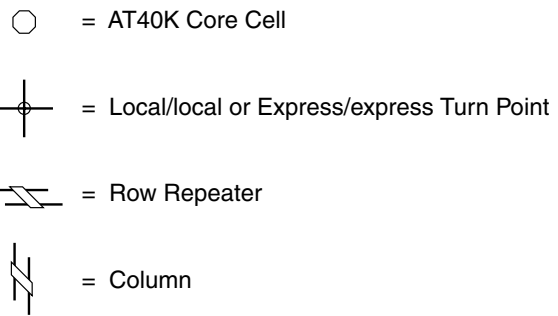 = AT40K Core Cell
= Local/local or Express/express Turn Point
= Row Repeater
= Column